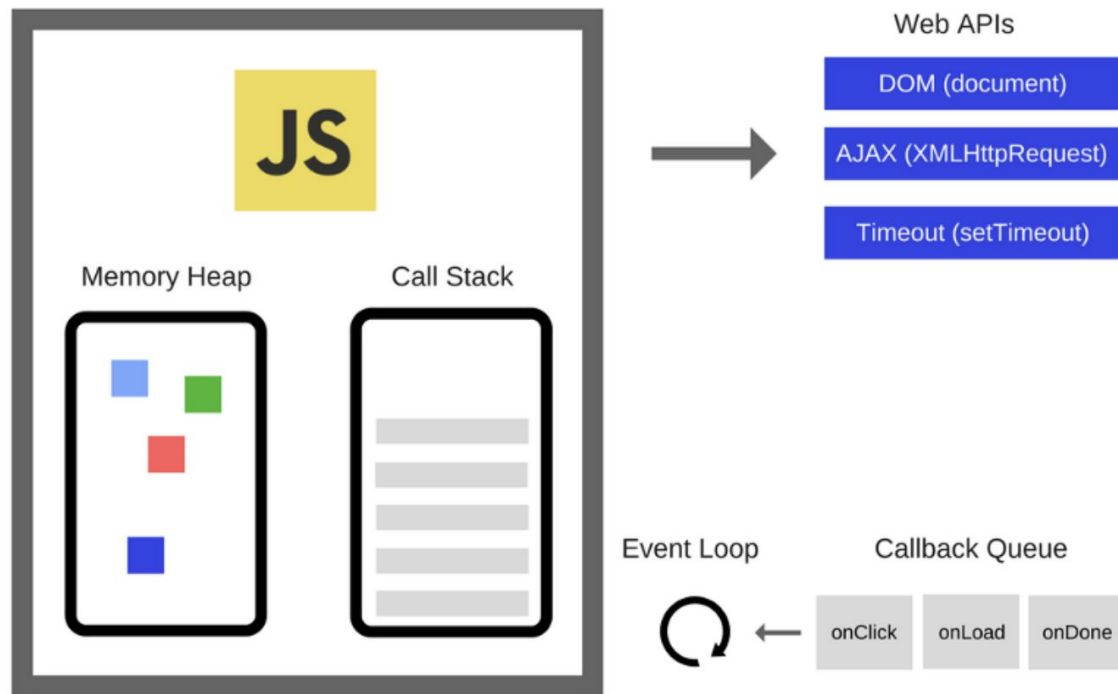 JS
Memory Heap
Call Stack
Web APIs
DOM (document)
AJAX (XMLHttpRequest)
Timeout (setTimeout)
Event Loop
Callback Queue
onClick
onLoad
onDone